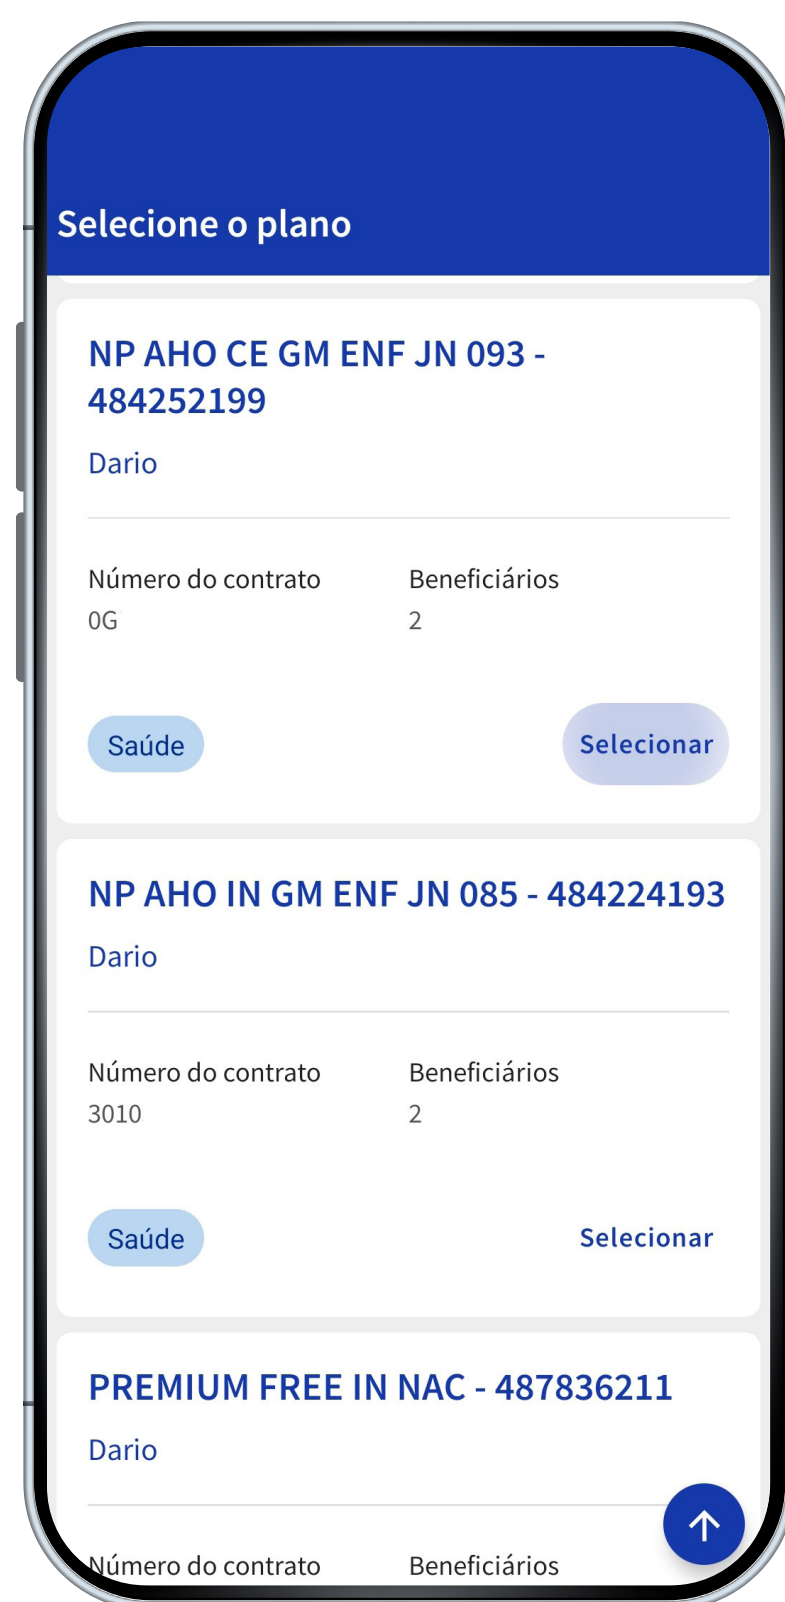 Selecione o plano
NP AHO CE GM ENF JN 093 -
484252199
Dario
Número do contrato Beneficiários
0G 2
Saúde Selecionar
NP AHO IN GM ENF JN 085 - 484224193
Dario
Número do contrato Beneficiários
3010 2
Saúde Selecionar
PREMIUM FREE IN NAC - 487836211
Dario
Número do contrato Beneficiários